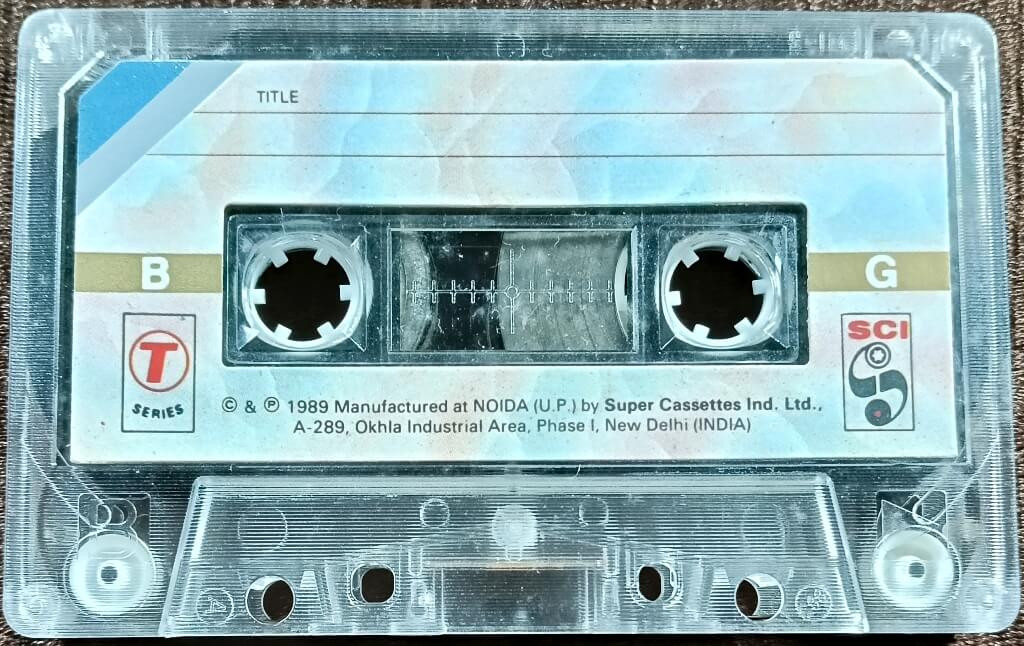 TITLE
B
G
T
SERIES
SCI
© & ℗ 1989 Manufactured at NOIDA (U.P.) by Super Cassettes Ind. Ltd.,
A-289, Okhla Industrial Area, Phase I, New Delhi (INDIA)